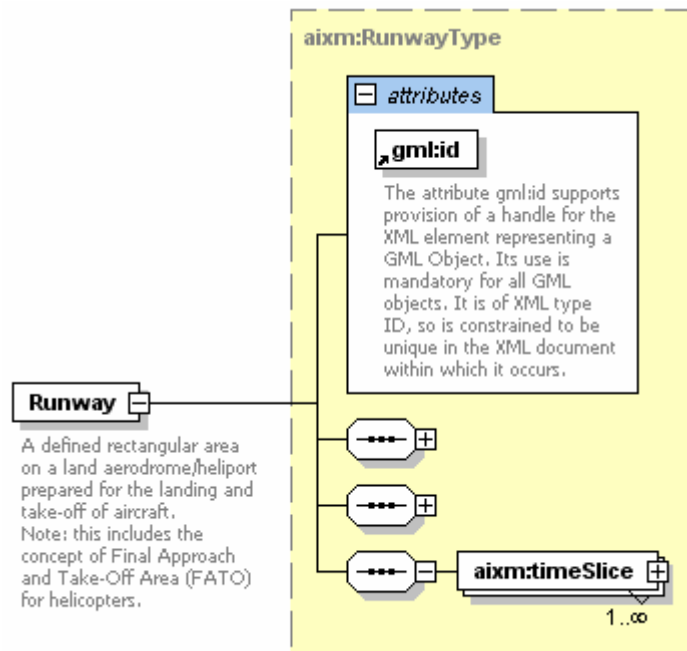 aixm:RunwayType
attributes
gml:id
The attribute gml:id supports
provision of a handle for the
XML element representing a
GML Object. Its use is
mandatory for all GML
objects. It is of XML type
ID, so is constrained to be
unique in the XML document
within which it occurs.
Runway
A defined rectangular area
on a land aerodrome/heliport
prepared for the landing and
take-off of aircraft.
Note: this includes the
concept of Final Approach
and Take-Off Area (FATO)
for helicopters.
aixm:timeSlice
1..∞